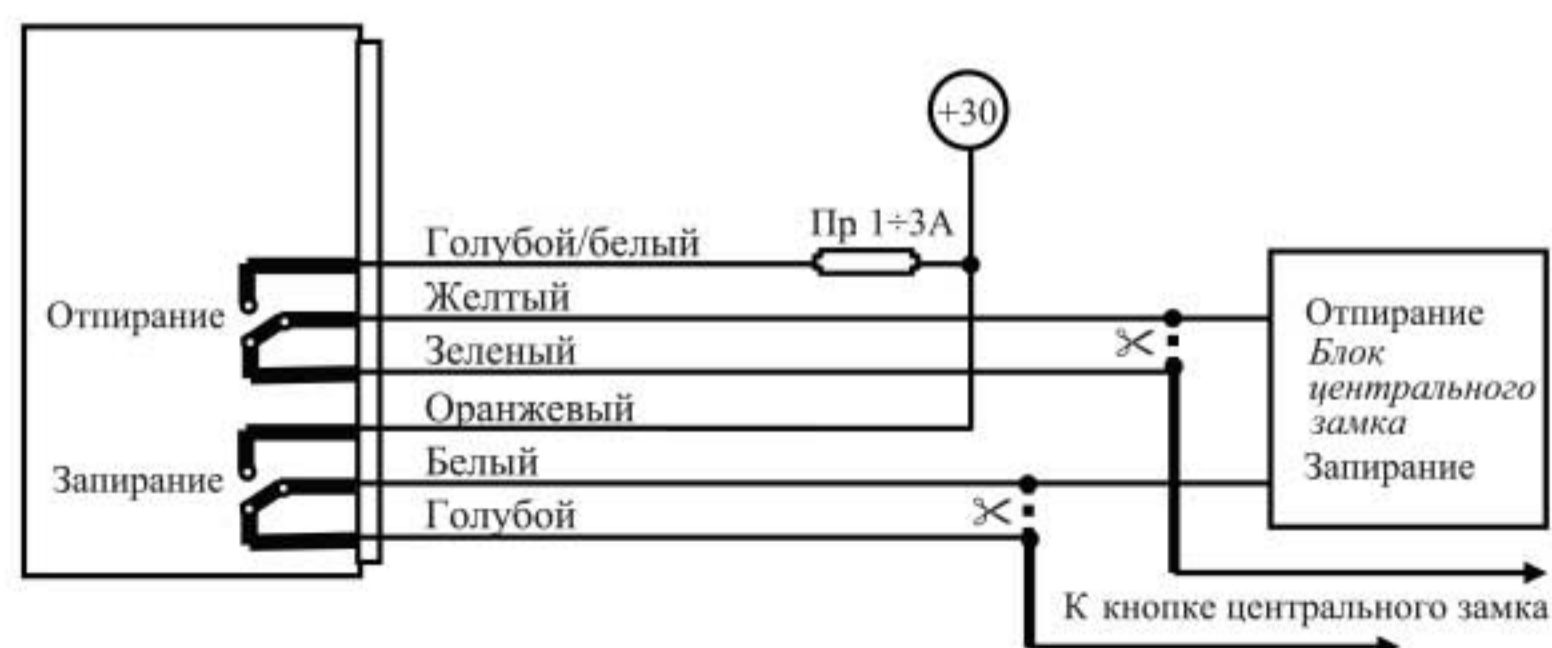 +30
Пр 1÷3А
Голубой/белый
Желтый
Отпирание
Зеленый
Оранжевый
Белый
Запирание
Голубой
Отпирание
Блок
центрального
замка
Запирание
К кнопке центрального замка